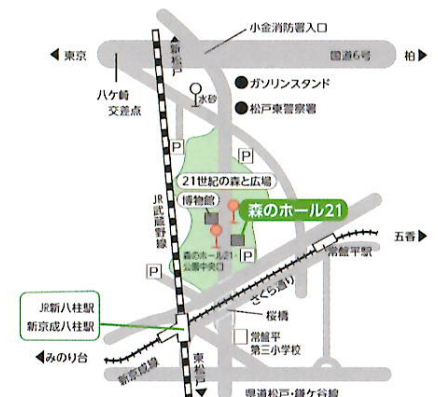 小金消防署入口
◀東京
新松戸
国道6号
柏▶
八ケ崎
交差点
水砂
ガソリンスタンド
松戸東警察署
P
P
21世紀の森と広場
博物館
森のホール21
JR武蔵野線
森のホール21・
公園中央口
P
P
五香▶
常盤平駅
さくら通り
JR新八柱駅
新京成八柱駅
桜橋
常盤平
第三小学校
◀みのり台
新京成線
東松戸
県道松戸・鎌ケ谷線